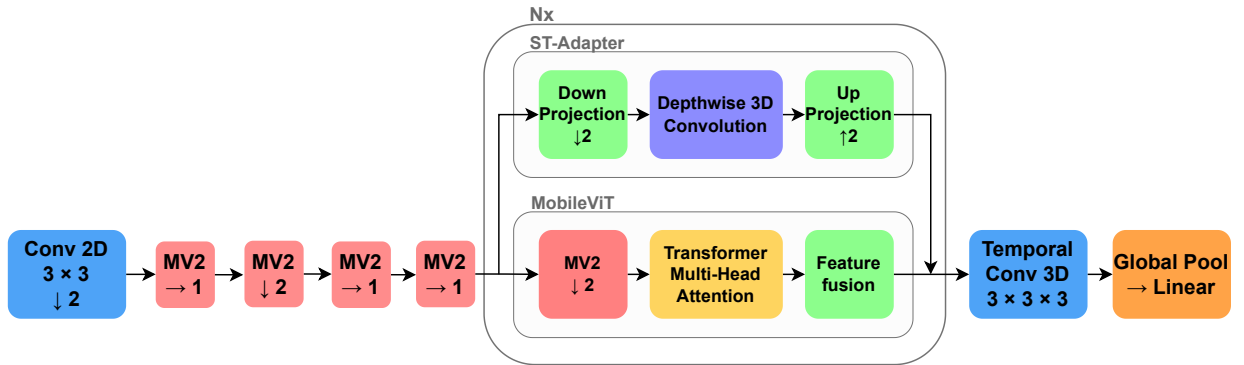 Nx
ST-Adapter
Down
Projection
↓2
Depthwise 3D
Convolution
Up
Projection
↑2
MobileViT
Conv 2D
3 × 3
↓ 2
MV2
→ 1
MV2
↓ 2
MV2
→ 1
MV2
→ 1
MV2
↓ 2
Transformer
Multi-Head
Attention
Feature
fusion
Temporal
Conv 3D
3 × 3 × 3
Global Pool
→ Linear